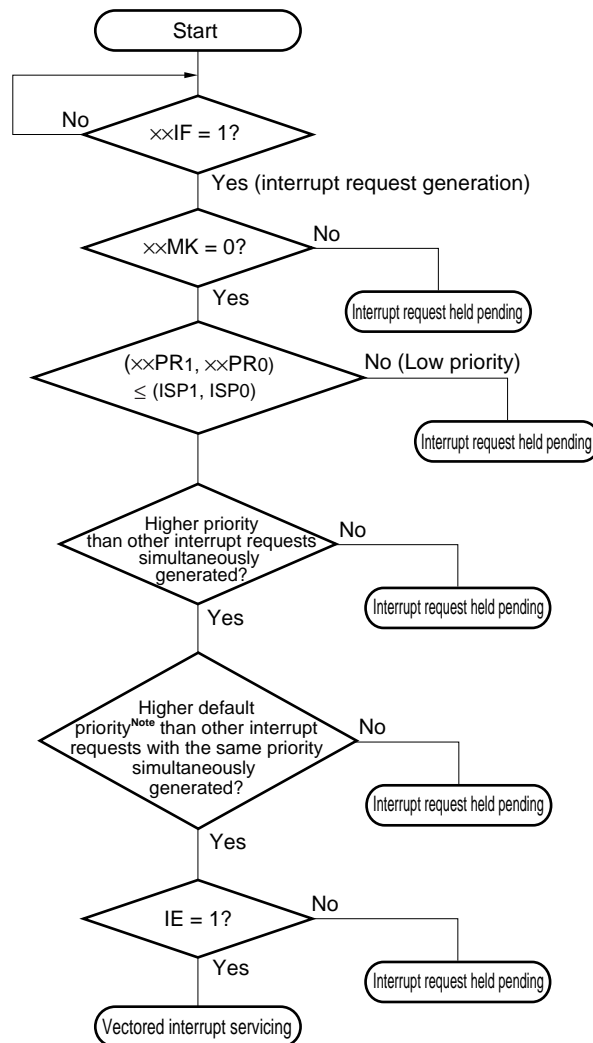 Start
No
××IF = 1?
Yes (interrupt request generation)
No
××MK = 0?
Yes
Interrupt request held pending
(××PR1, ××PR0)
≤ (ISP1, ISP0)
No (Low priority)
Interrupt request held pending
Higher priority
than other interrupt requests
simultaneously
generated?
No
Interrupt request held pending
Yes
Higher default
priorityNote than other interrupt
requests with the same priority
simultaneously
generated?
No
Interrupt request held pending
Yes
IE = 1?
No
Interrupt request held pending
Yes
Vectored interrupt servicing